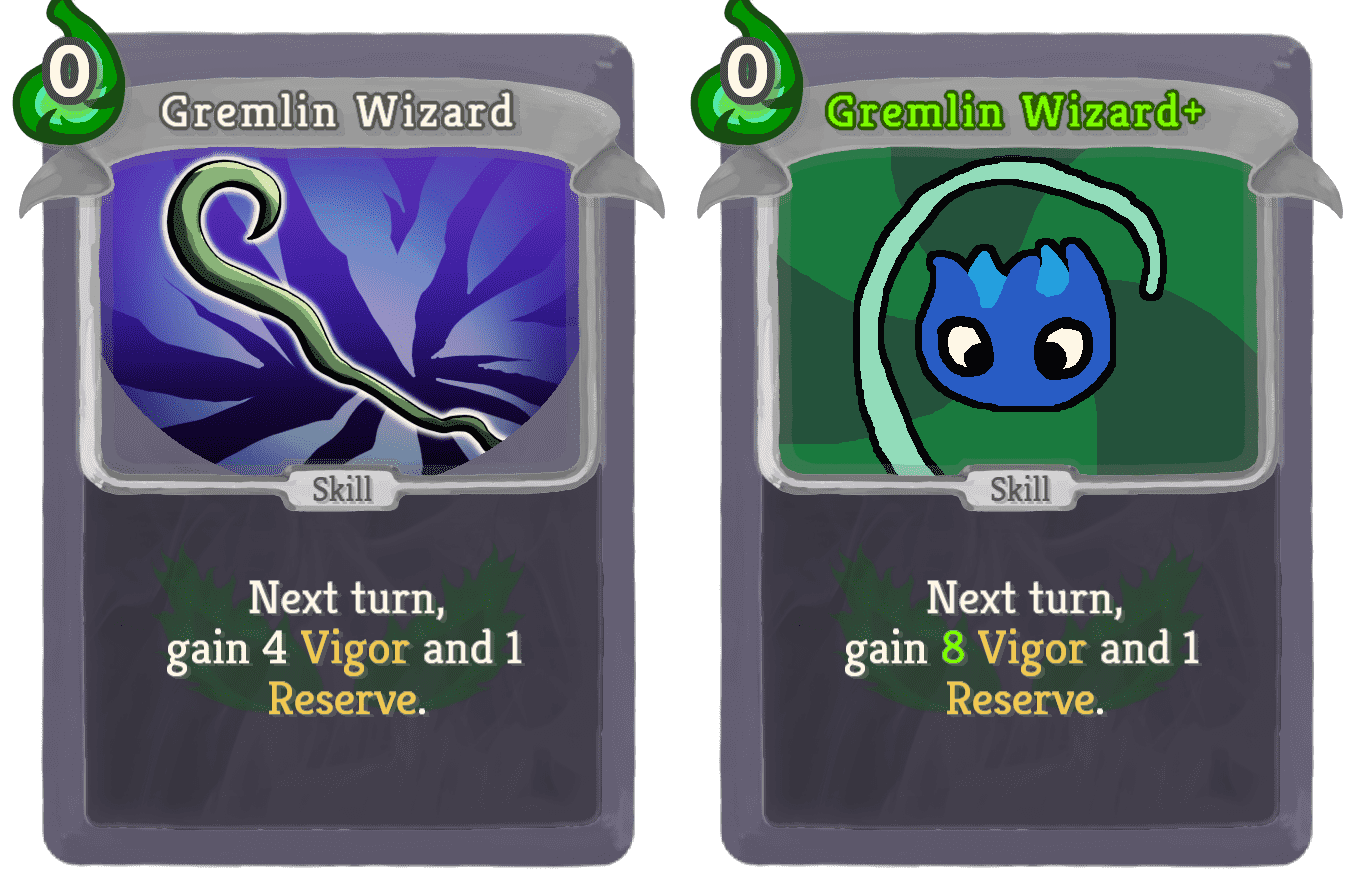 0
Gremlin Wizard
Skill
Next turn,
gain 4 Vigor and 1
Reserve.
0
Gremlin Wizard+
Skill
Next turn,
gain 8 Vigor and 1
Reserve.